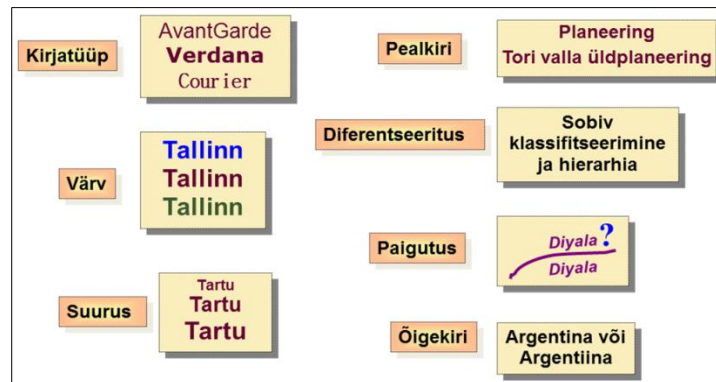 Kirjatüüp
AvantGarde
Verdana
Courier
Värv
Tallinn
Tallinn
Tallinn
Suurus
Tartu
Tartu
Tartu
Pealkiri
Planeering
Tori valla üldplaneering
Diferentseeritus
Sobiv
klassifitseerimine
ja hierarhia
Paigutus
Diyala ?
Diyala
Õigekiri
Argentina või
Argentiina